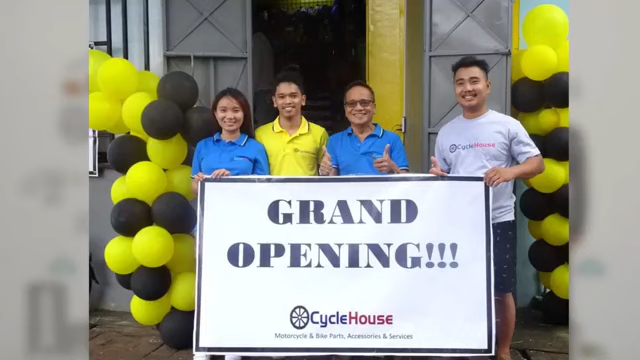 CycleHouse
GRAND
OPENING!!!
CycleHouse
Motorcycle & Bike Parts, Accessories & Services